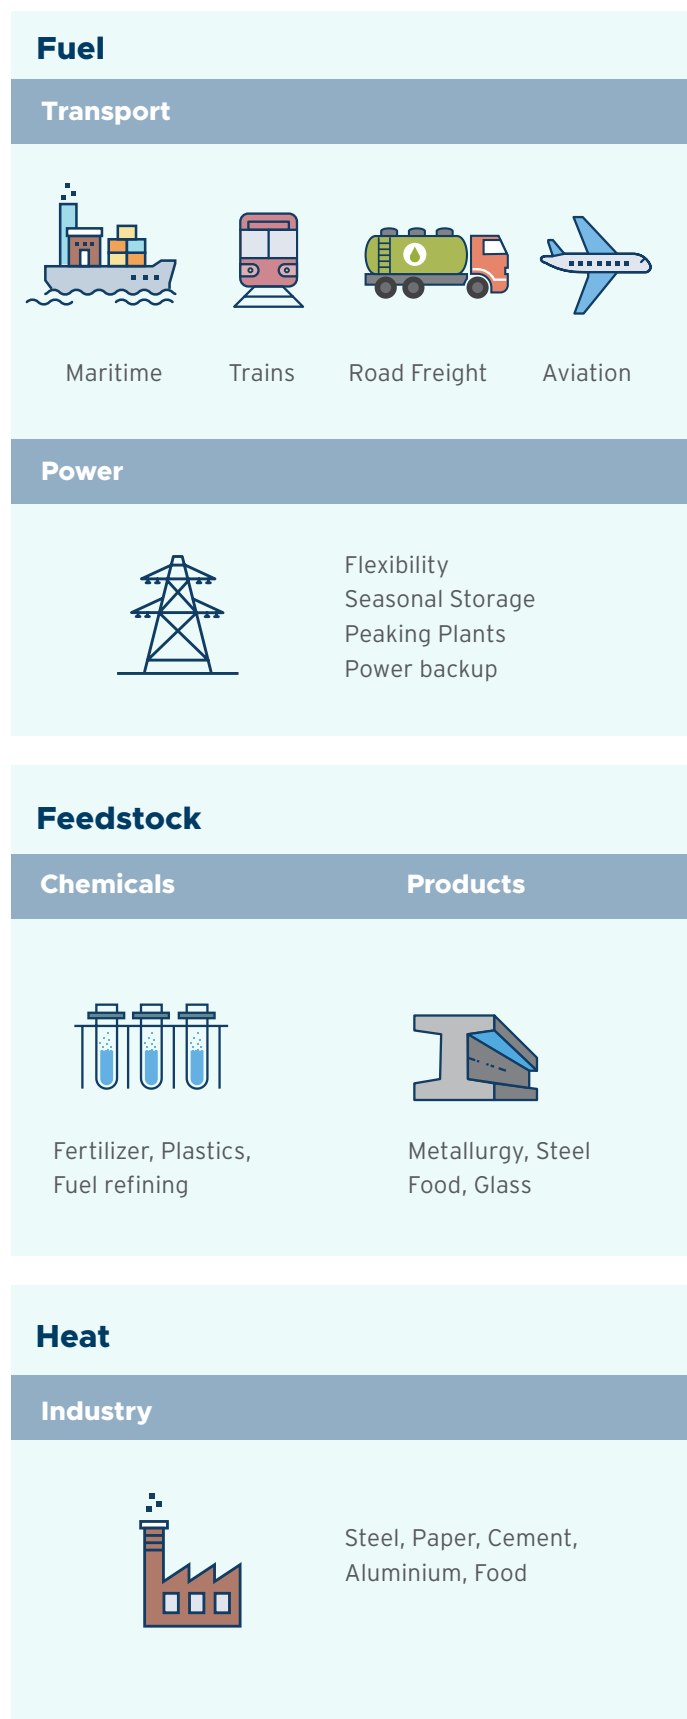 Fuel
Transport
Maritime
Trains
Road Freight
Aviation
Power
Flexibility
Seasonal Storage
Peaking Plants
Power backup
Feedstock
Chemicals
Products
Fertilizer, Plastics,
Fuel refining
Metallurgy, Steel
Food, Glass
Heat
Industry
Steel, Paper, Cement,
Aluminium, Food